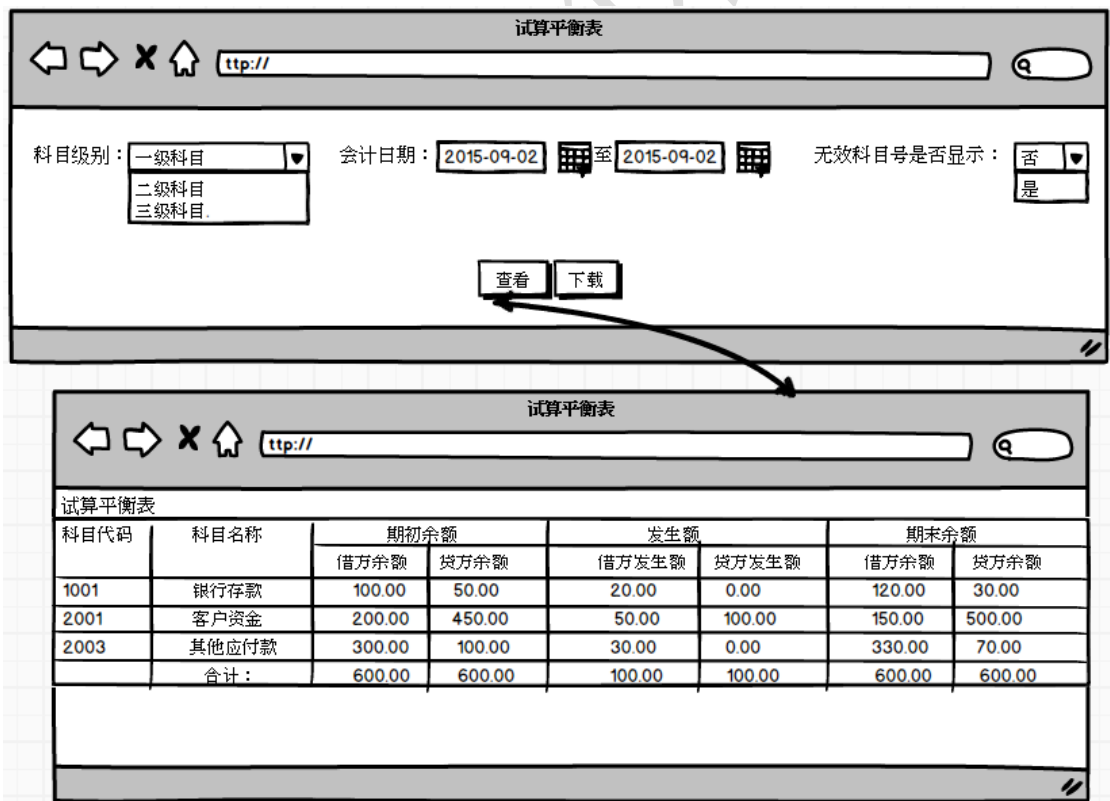 试算平衡表
ttp://
科目级别： 一级科目 会计日期： 2015-09-02 至 2015-09-02 无效科目号是否显示： 否
二级科目 是
三级科目.
查看 下载
试算平衡表
ttp://
试算平衡表
科目代码 科目名称 期初余额 发生额 期末余额
借方余额 贷方余额 借方发生额 贷方发生额 借方余额 贷方余额
1001 银行存款 100.00 50.00 20.00 0.00 120.00 30.00
2001 客户资金 200.00 450.00 50.00 100.00 150.00 500.00
2003 其他应付款 300.00 100.00 30.00 0.00 330.00 70.00
合计： 600.00 600.00 100.00 100.00 600.00 600.00